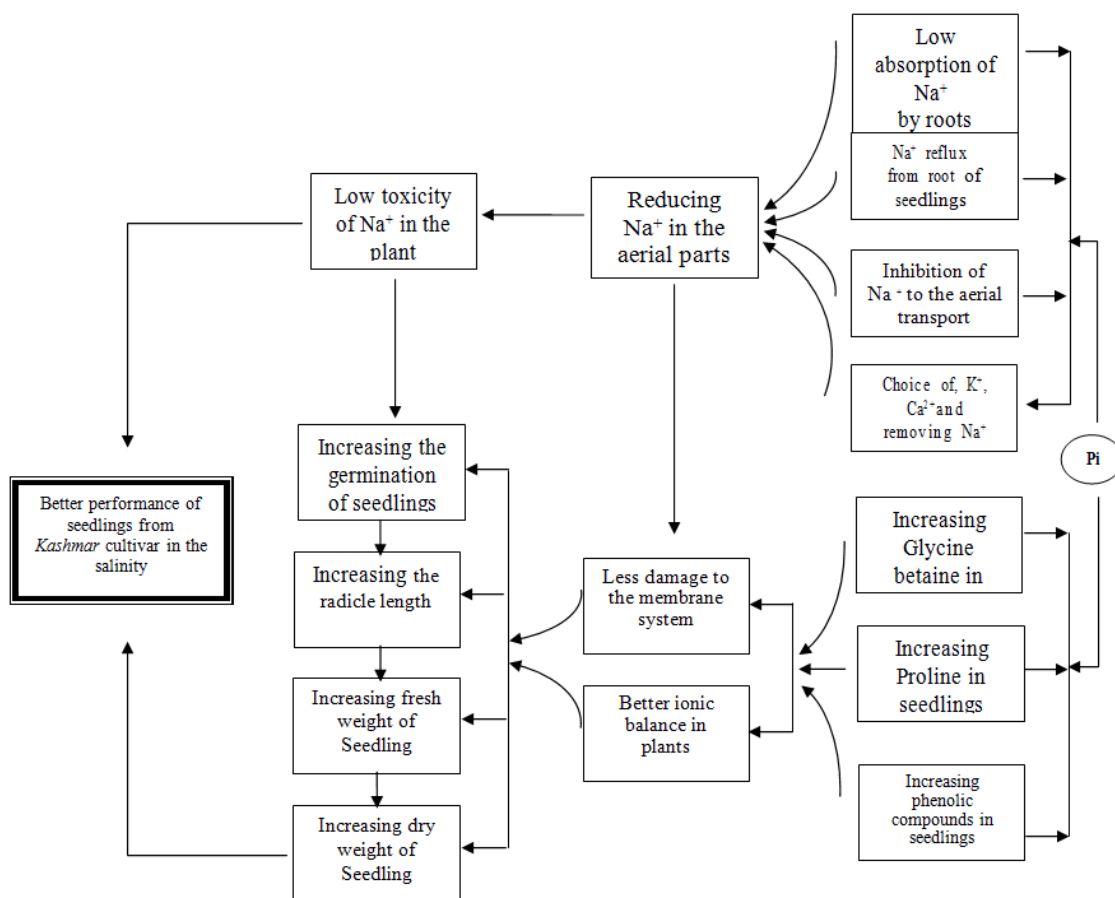 Low
absorption of
Na⁺
by roots
Na⁺ reflux
from root of
seedlings
Low toxicity
of Na⁺ in the
plant
Reducing
Na⁺ in the
aerial parts
Inhibition of
Na⁺ to the aerial
transport
Choice of, K⁺,
Ca²⁺and
removing Na⁺
Pi
Increasing the
germination
of seedlings
Better performance of
seedlings from
Kashmar cultivar in the
salinity
Increasing the
radicle length
Less damage to
the membrane
system
Increasing
Glycine
betaine in
Increasing
Proline in
seedlings
Increasing fresh
weight of
Seedling
Better ionic
balance in
plants
Increasing
phenolic
compounds in
seedlings
Increasing dry
weight of
Seedling